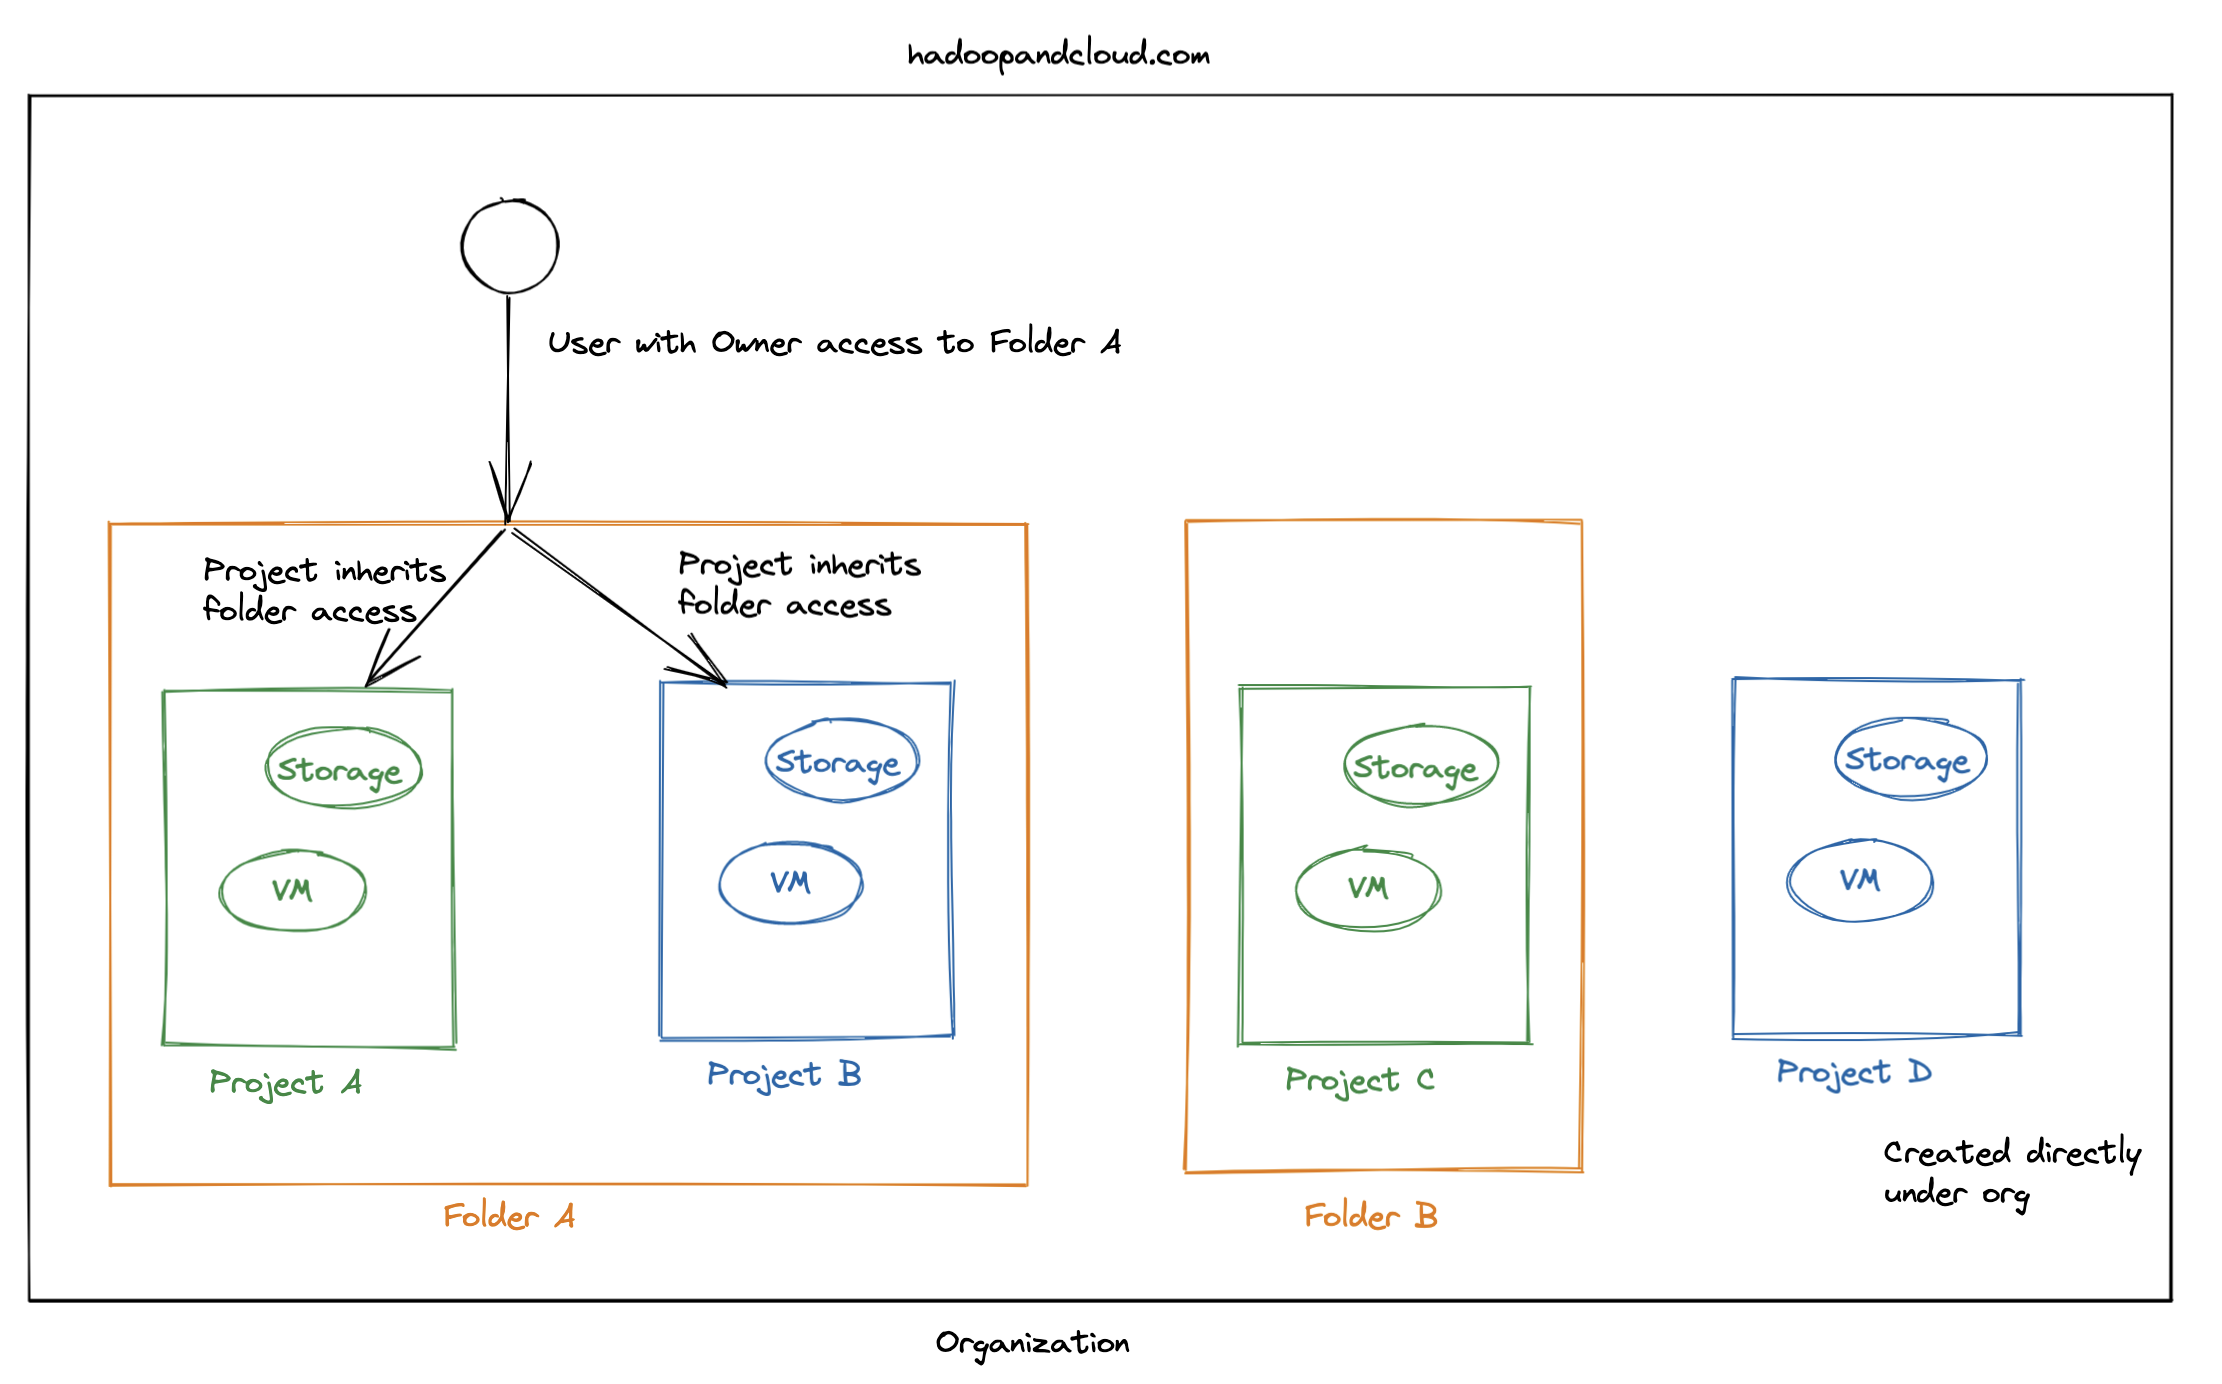 hadoopandcloud.com
User with Owner access to Folder A
Project inherits
folder access
Project inherits
folder access
Storage
VM
Project A
Storage
VM
Project B
Folder A
Storage
VM
Project C
Folder B
Storage
VM
Project D
Created directly
under org
Organization